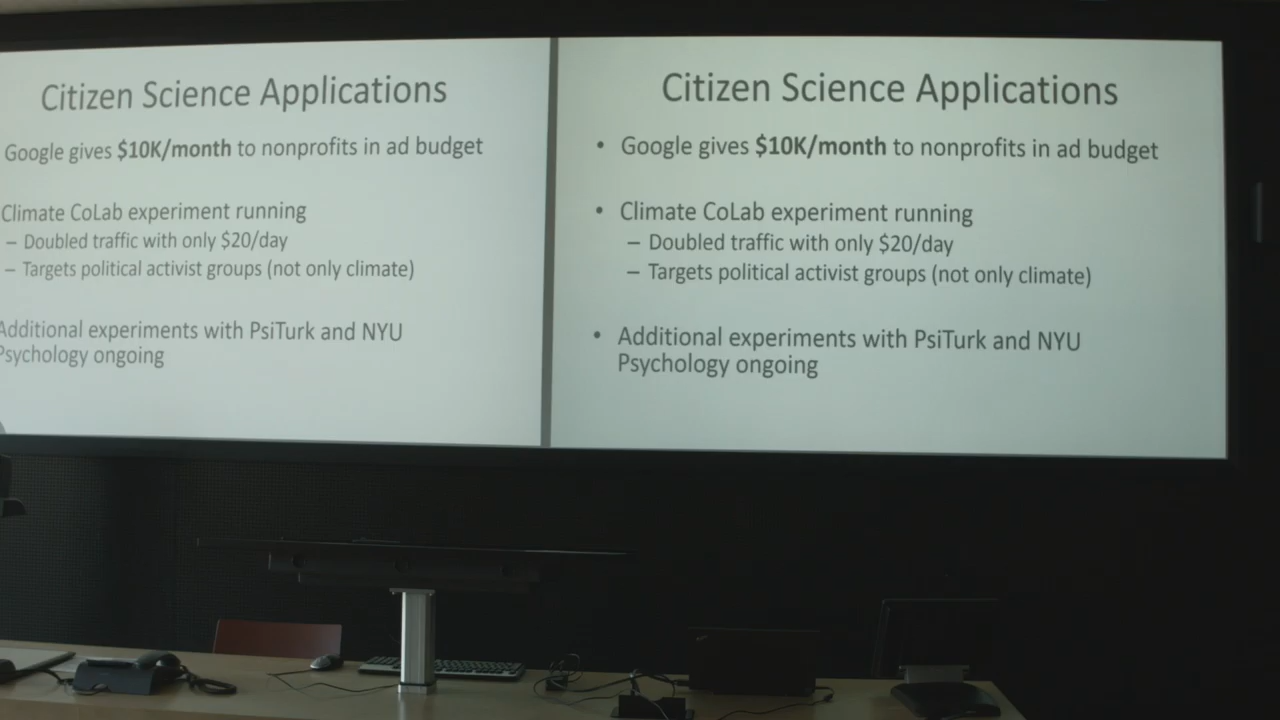 Citizen Science Applications
Google gives $10K/month to nonprofits in ad budget
Climate CoLab experiment running
– Doubled traffic with only $20/day
– Targets political activist groups (not only climate)
Additional experiments with PsiTurk and NYU
Psychology ongoing
Citizen Science Applications
• Google gives $10K/month to nonprofits in ad budget
• Climate CoLab experiment running
– Doubled traffic with only $20/day
– Targets political activist groups (not only climate)
• Additional experiments with PsiTurk and NYU
Psychology ongoing